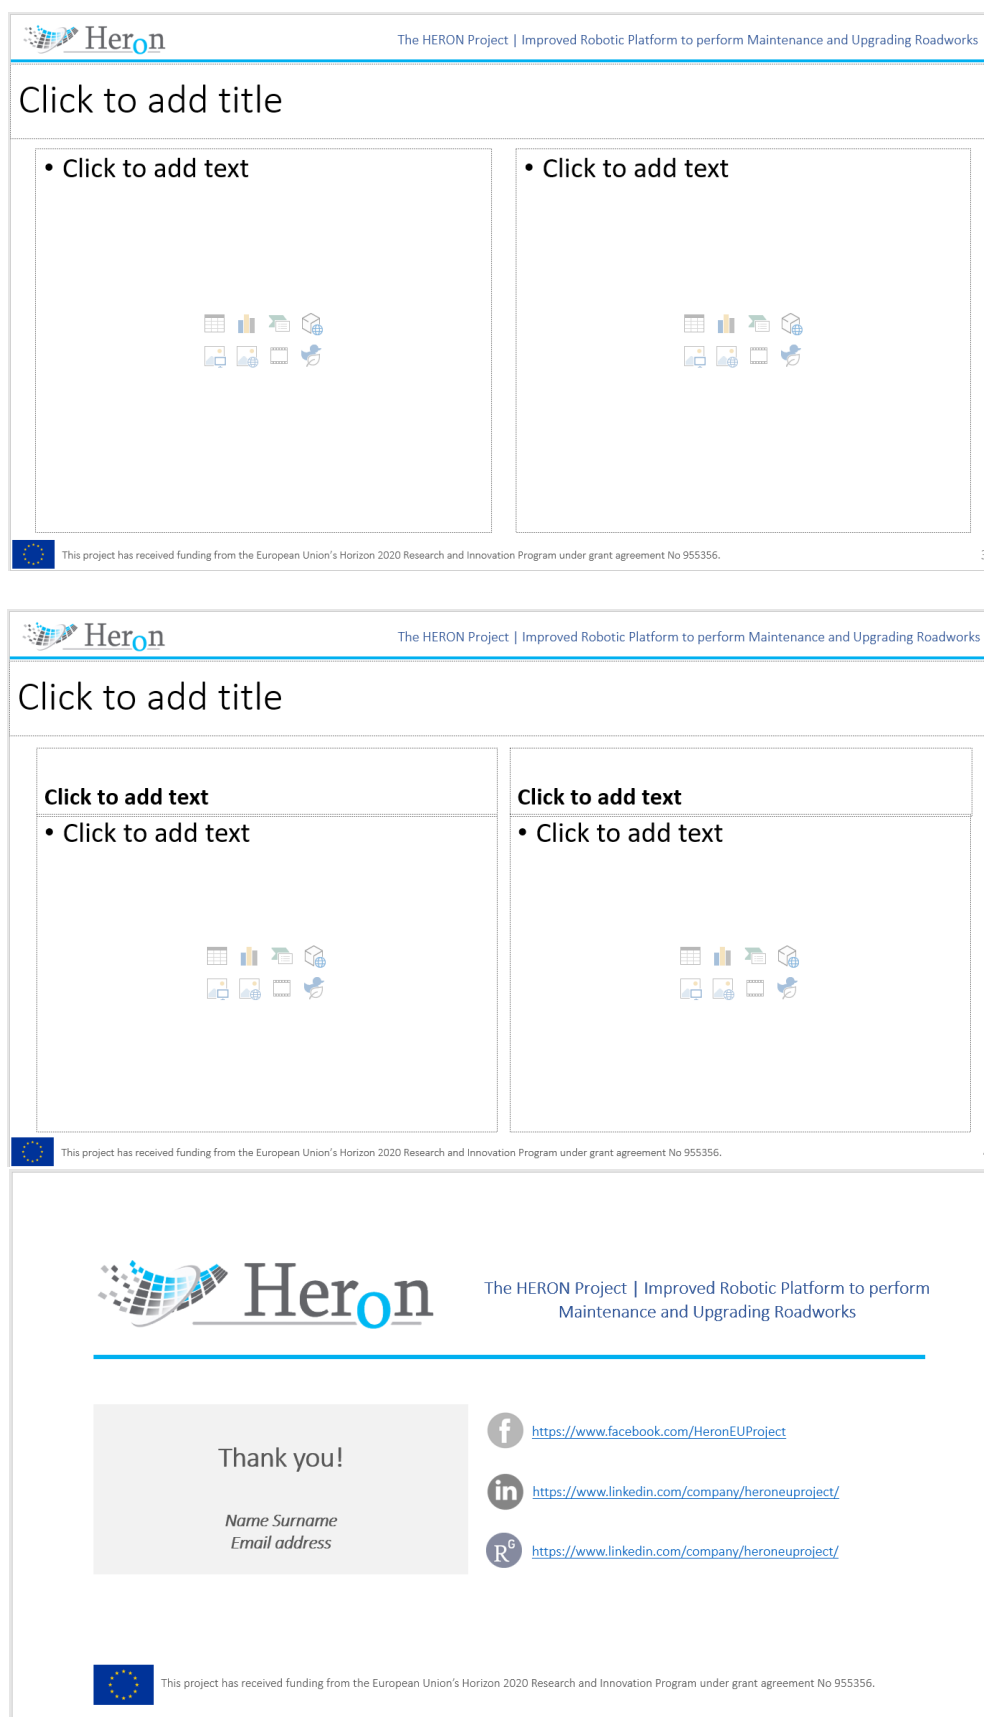 Heron
The HERON Project | Improved Robotic Platform to perform Maintenance and Upgrading Roadworks
Click to add title
• Click to add text
• Click to add text
This project has received funding from the European Union's Horizon 2020 Research and Innovation Program under grant agreement No 955356.
Heron
The HERON Project | Improved Robotic Platform to perform Maintenance and Upgrading Roadworks
Click to add title
Click to add text
Click to add text
• Click to add text
• Click to add text
This project has received funding from the European Union's Horizon 2020 Research and Innovation Program under grant agreement No 955356.
Heron
The HERON Project | Improved Robotic Platform to perform
Maintenance and Upgrading Roadworks
Thank you!
Name Surname
Email address
f
https://www.facebook.com/HeronEUProject
in
https://www.linkedin.com/company/heroneuproject/
RG
https://www.linkedin.com/company/heroneuproject/
This project has received funding from the European Union's Horizon 2020 Research and Innovation Program under grant agreement No 955356.